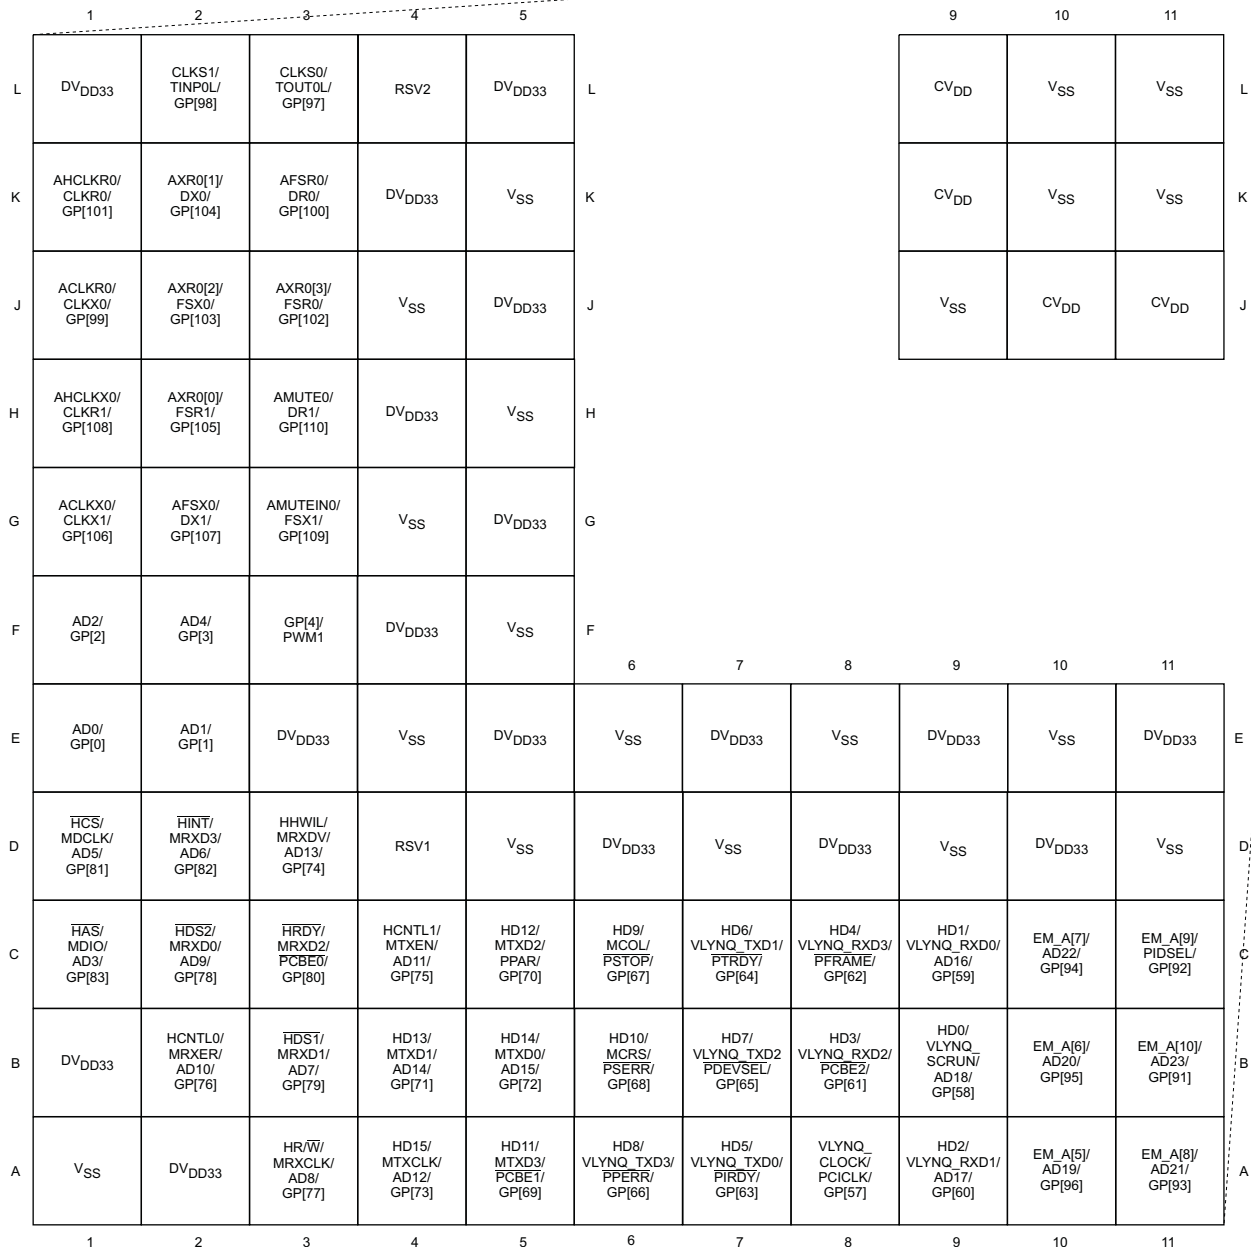 1 2 3 4 5 9 10 11
L DVDD33 CLKS1/ TINP0L/ GP[98] CLKS0/ TOUT0L/ GP[97] RSV2 DVDD33 L CVDD VSS VSS L
K AHCLKR0/ CLKR0/ GP[101] AXR0[1]/ DX0/ GP[104] AFSR0/ DR0/ GP[100] DVDD33 VSS K CVDD VSS VSS K
J ACLKR0/ CLKX0/ GP[99] AXR0[2]/ FSX0/ GP[103] AXR0[3]/ FSR0/ GP[102] VSS DVDD33 J VSS CVDD CVDD J
H AHCLKX0/ CLKR1/ GP[108] AXR0[0]/ FSR1/ GP[105] AMUTE0/ DR1/ GP[110] DVDD33 VSS H
G ACLKX0/ CLKX1/ GP[106] AFSX0/ DX1/ GP[107] AMUTEIN0/ FSX1/ GP[109] VSS DVDD33 G
F AD2/ GP[2] AD4/ GP[3] GP[4]/ PWM1 DVDD33 VSS F
6 7 8 9 10 11
E AD0/ GP[0] AD1/ GP[1] DVDD33 VSS DVDD33 VSS DVDD33 VSS DVDD33 VSS DVDD33 E
D HCS/ MDCLK/ AD5/ GP[81] HINT/ MRXD3/ AD6/ GP[82] HHWIL/ MRXDV/ AD13/ GP[74] RSV1 VSS DVDD33 VSS DVDD33 VSS DVDD33 VSS D
C HAS/ MDIO/ AD3/ GP[83] HDS2/ MRXD0/ AD9/ GP[78] HRDY/ MRXD2/ PCBE0/ GP[80] HCNTL1/ MTXEN/ AD11/ GP[75] HD12/ MTXD2/ PPAR/ GP[70] HD9/ MCOL/ PSTOP/ GP[67] HD6/ VLYNQ_TXD1/ PTRDY/ GP[64] HD4/ VLYNQ_RXD3/ PFRAME/ GP[62] HD1/ VLYNQ_RXD0/ AD16/ GP[59] EM_A[7]/ AD22/ GP[94] EM_A[9]/ PIDSEL/ GP[92] C
B DVDD33 HCNTL0/ MRXER/ AD10/ GP[76] HDS1/ MRXD1/ AD7/ GP[79] HD13/ MTXD1/ AD14/ GP[71] HD14/ MTXD0/ AD15/ GP[72] HD10/ MCRS/ PSERR/ GP[68] HD7/ VLYNQ_TXD2 PDEVSEL/ GP[65] HD3/ VLYNQ_RXD2/ PCBE2/ GP[61] HD0/ VLYNQ_ SCRUN/ AD18/ GP[58] EM_A[6]/ AD20/ GP[95] EM_A[10]/ AD23/ GP[91] B
A VSS DVDD33 HR/W/ MRXCLK/ AD8/ GP[77] HD15/ MTXCLK/ AD12/ GP[73] HD11/ MTXD3/ PCBE1/ GP[69] HD8/ VLYNQ_TXD3/ PPERR/ GP[66] HD5/ VLYNQ_TXD0/ PIRDY/ GP[63] VLYNQ_ CLOCK/ PCICLK/ GP[57] HD2/ VLYNQ_RXD1/ AD17/ GP[60] EM_A[5]/ AD19/ GP[96] EM_A[8]/ AD21/ GP[93] A
1 2 3 4 5 6 7 8 9 10 11